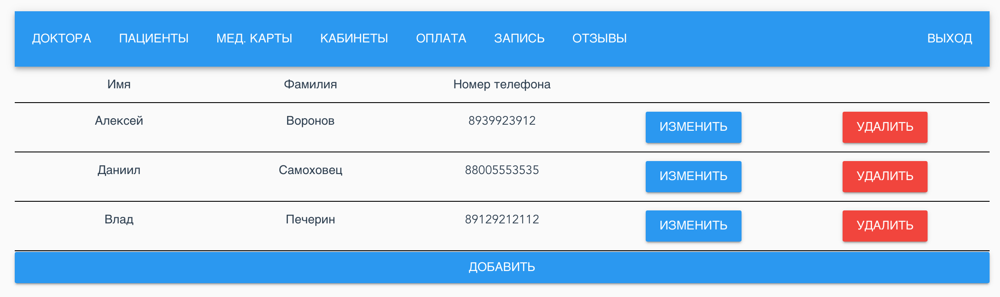 ДОКТОРА ПАЦИЕНТЫ МЕД. КАРТЫ КАБИНЕТЫ ОПЛАТА ЗАПИСЬ ОТЗЫВЫ ВЫХОД
Имя Фамилия Номер телефона
Алексей Воронов 8939923912 ИЗМЕНИТЬ УДАЛИТЬ
Даниил Самоховец 88005553535 ИЗМЕНИТЬ УДАЛИТЬ
Влад Печерин 89129212112 ИЗМЕНИТЬ УДАЛИТЬ
ДОБАВИТЬ